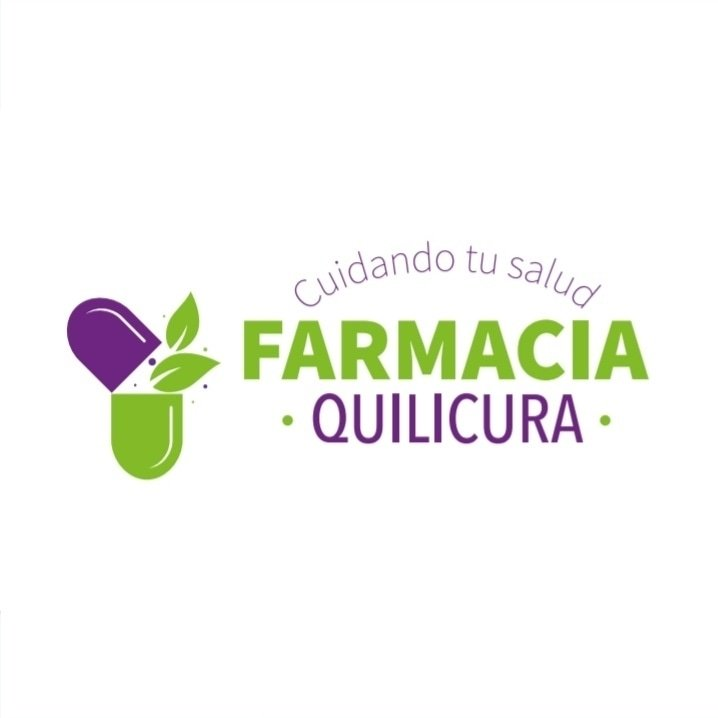 Cuidando tu salud
FARMACIA
· QUILICURA ·